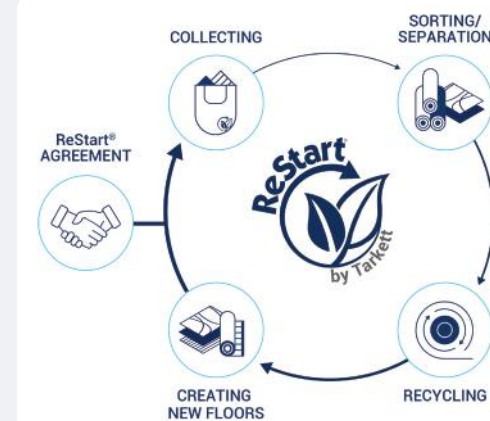 COLLECTING
SORTING/
SEPARATION
ReStart®
AGREEMENT
ReStart
by Tarkett
CREATING
NEW FLOORS
RECYCLING